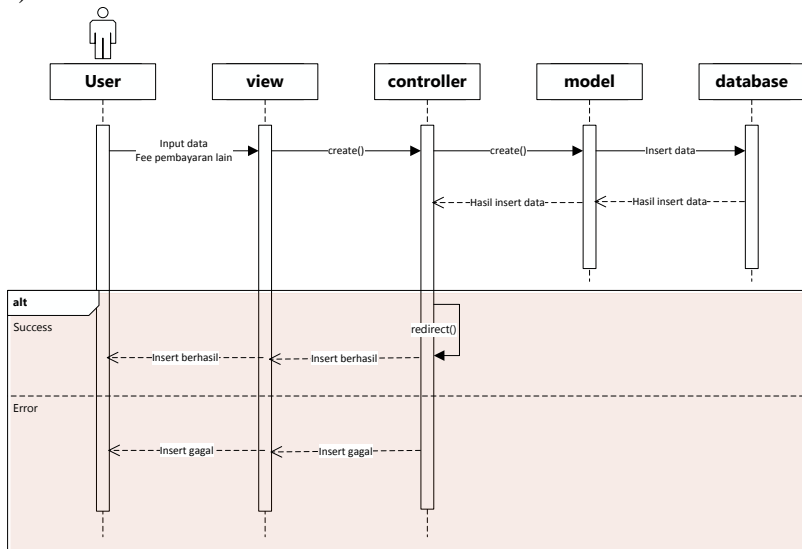 )
User
view
controller
model
database
Input data
Fee pembayaran lain
create()
create()
Insert data
Hasil insert data
Hasil insert data
alt
Success
redirect()
Insert berhasil
Insert berhasil
Error
Insert gagal
Insert gagal